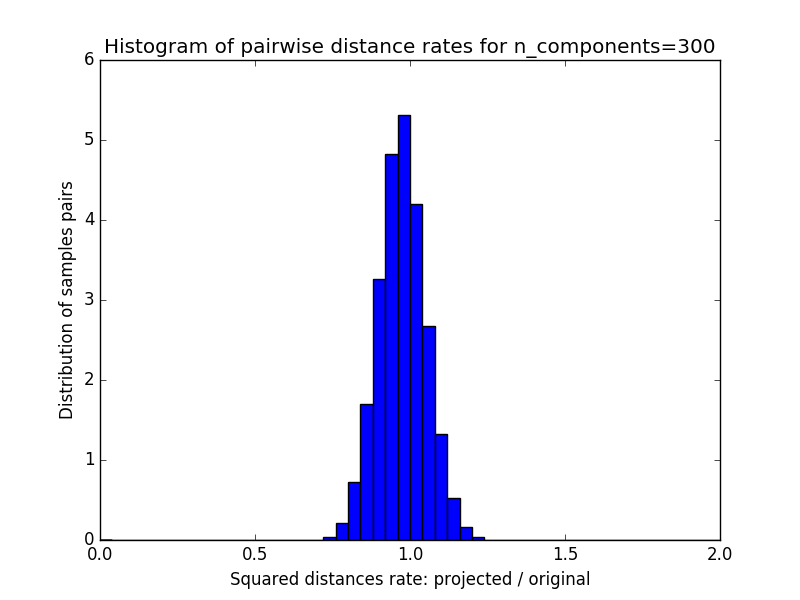 Histogram of pairwise distance rates for n_components=300
6
5
4
3
2
1
0
Distribution of samples pairs
0.0 0.5 1.0 1.5 2.0
Squared distances rate: projected / original